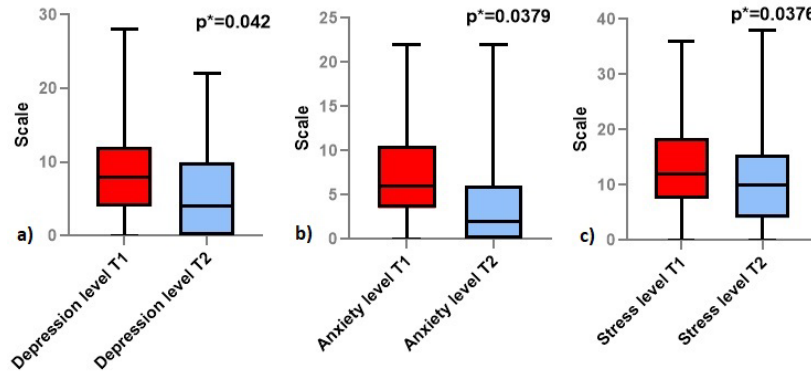 p*=0.042
Scale
30
20
10
0
a)
Depression level T1
Depression level T2
p*=0.0379
Scale
25
20
15
10
5
0
b)
Anxiety level T1
Anxiety level T2
p*=0.0376
Scale
40
30
20
10
0
c)
Stress level T1
Stress level T2